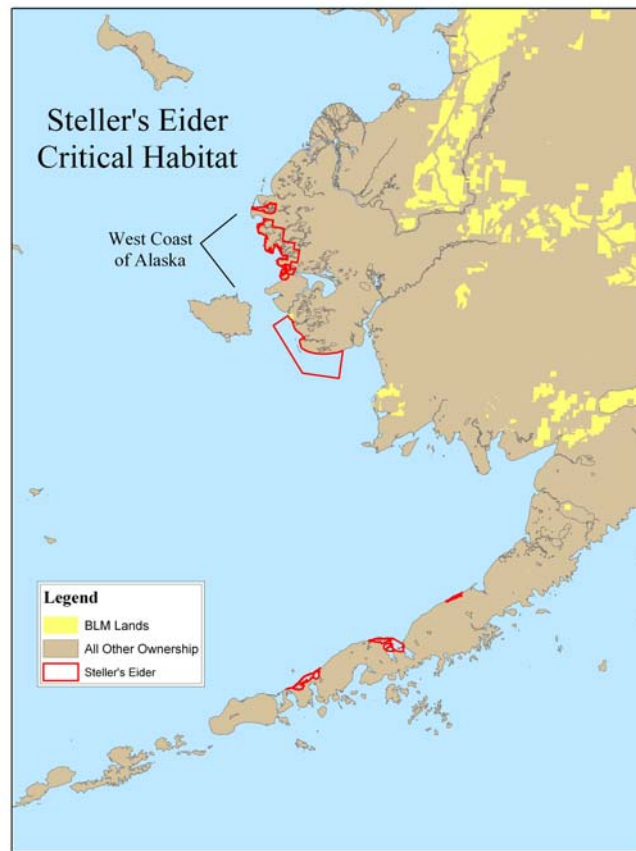 Steller's Eider
Critical Habitat
West Coast
of Alaska
Legend
BLM Lands
All Other Ownership
Steller's Eider